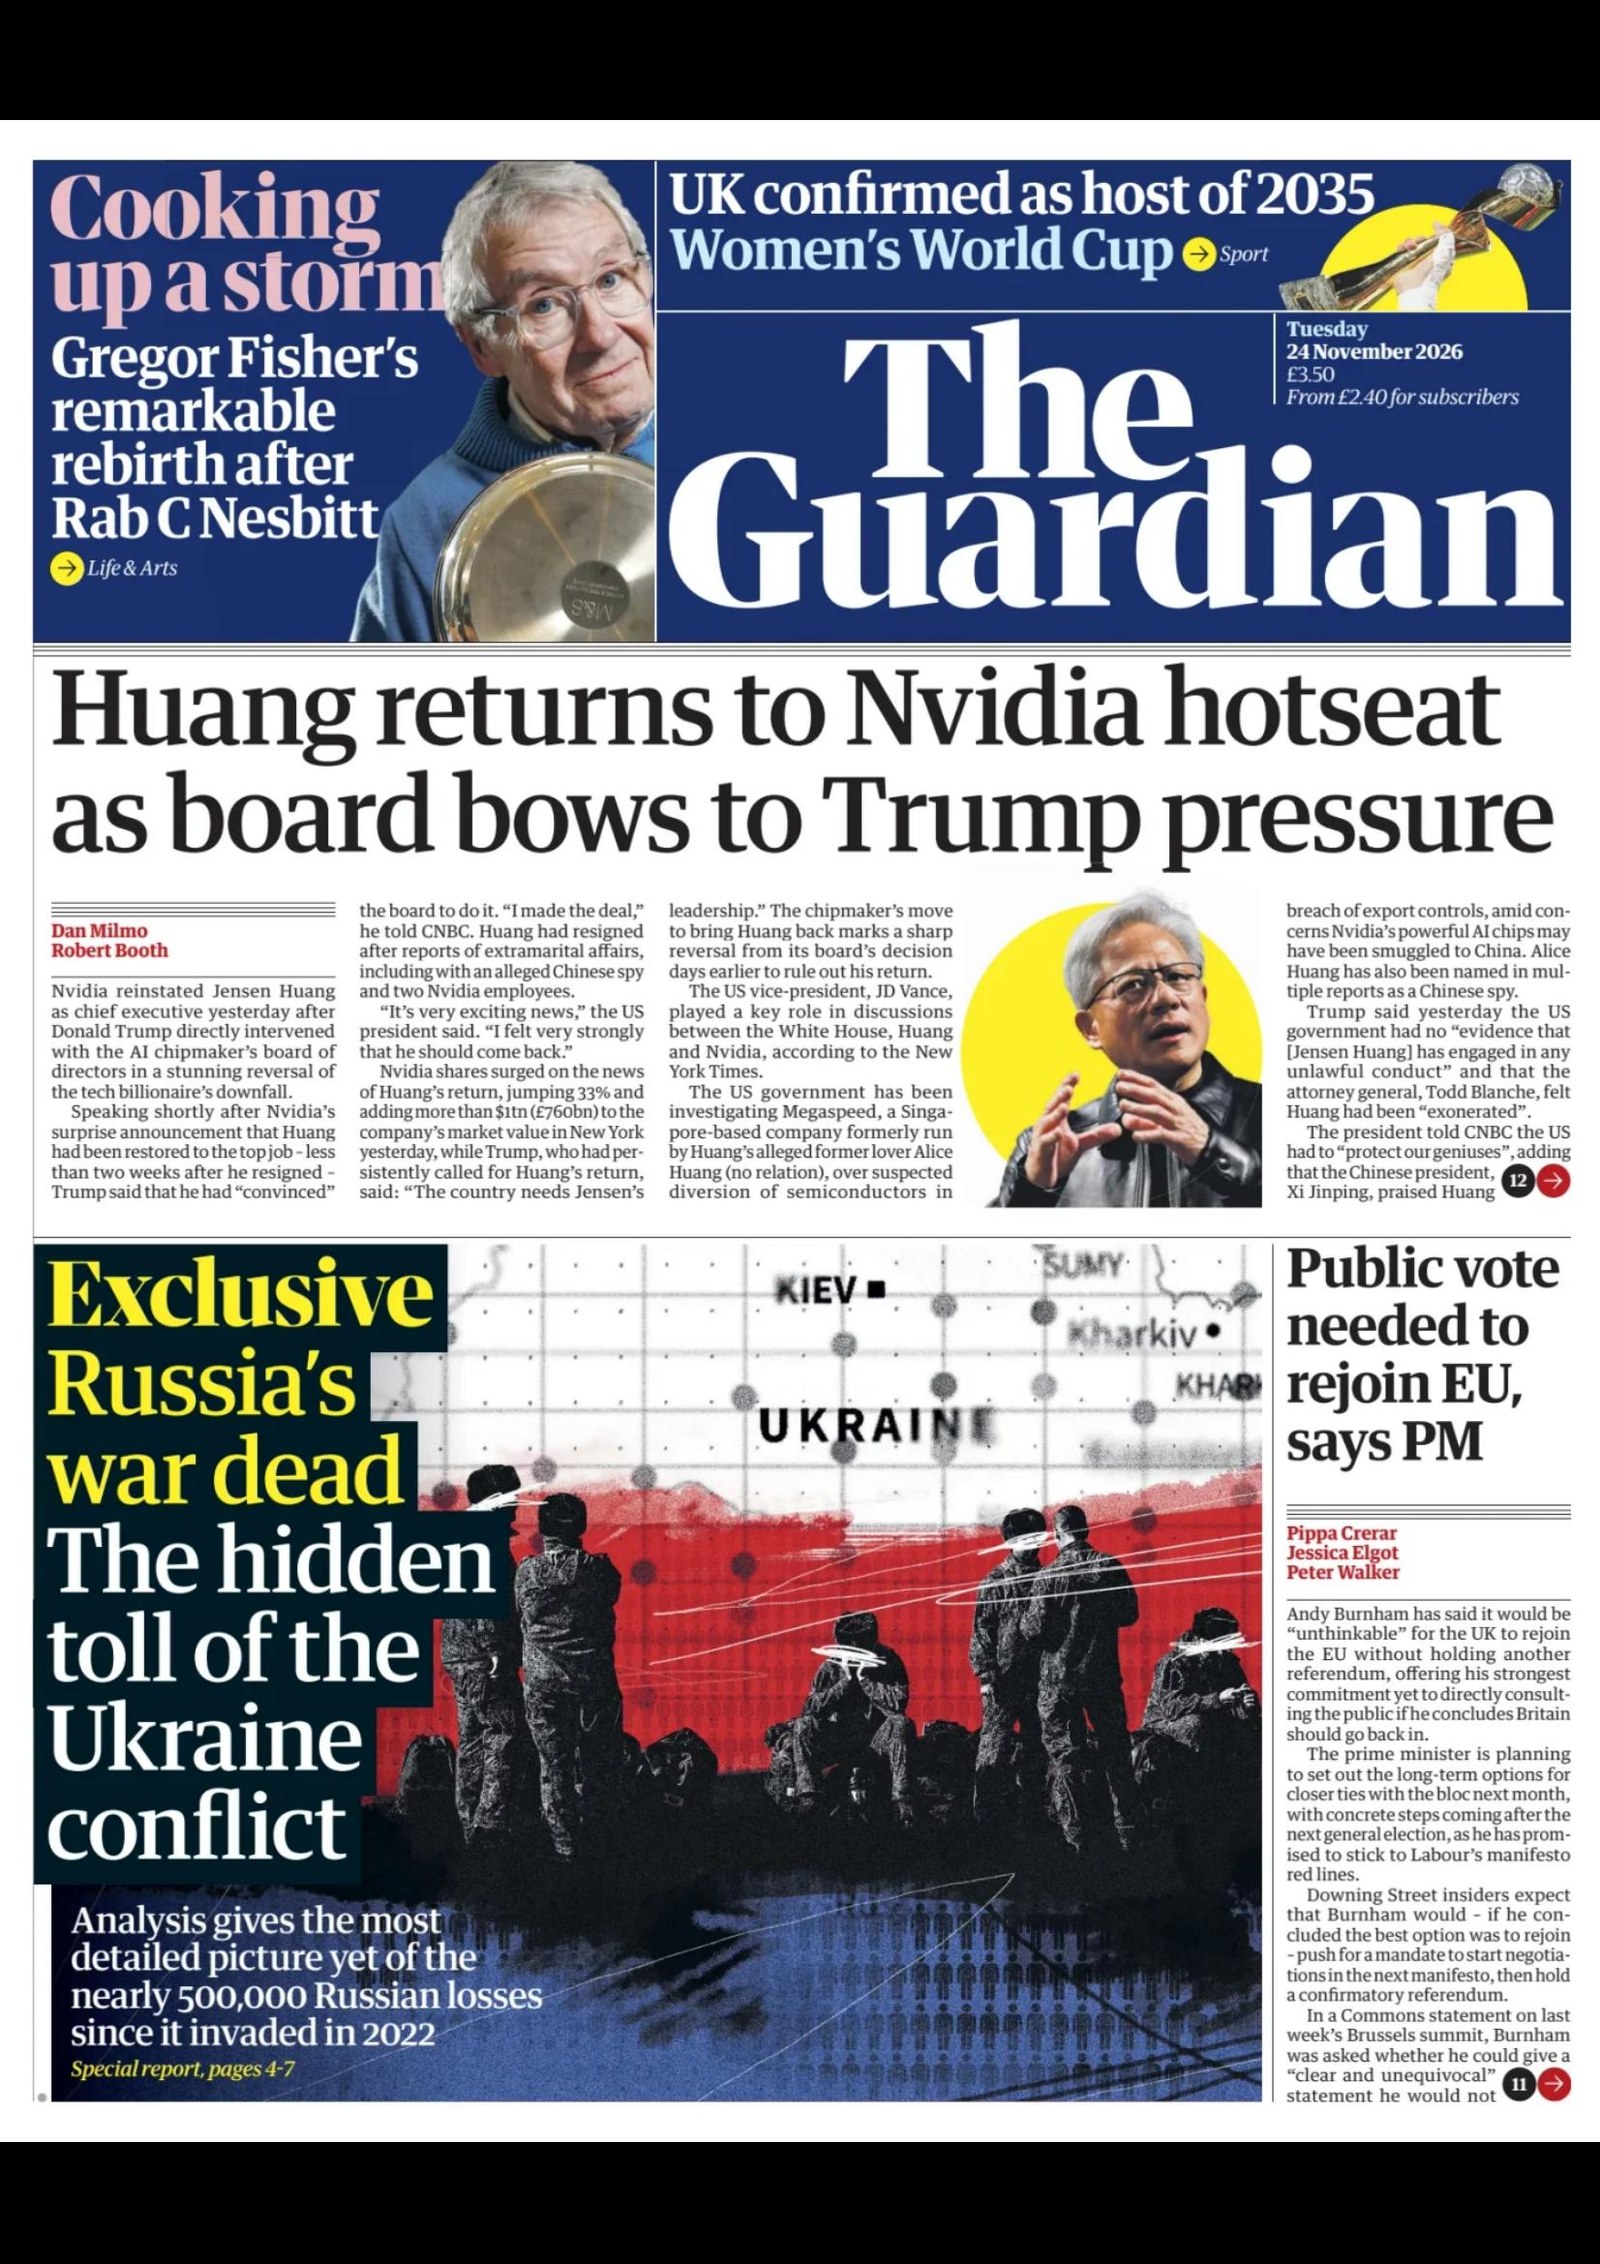 Cooking
up a storm
Gregor Fisher's
remarkable
rebirth after
Rab C Nesbitt
Life & Arts
M&S
UK confirmed as host of 2035
Women's World Cup
Sport
Tuesday
24 November 2026
£3.50
From £2.40 for subscribers
The
Guardian
Huang returns to Nvidia hotseat
as board bows to Trump pressure
Dan Milmo
Robert Booth
Nvidia reinstated Jensen Huang
as chief executive yesterday after
Donald Trump directly intervened
with the AI chipmaker's board of
directors in a stunning reversal of
the tech billionaire's downfall.
Speaking shortly after Nvidia's
surprise announcement that Huang
had been restored to the top job – less
than two weeks after he resigned –
Trump said that he had “convinced”
the board to do it. “I made the deal,”
he told CNBC. Huang had resigned
after reports of extramarital affairs,
including with an alleged Chinese spy
and two Nvidia employees.
“It's very exciting news,” the US
president said. “I felt very strongly
that he should come back.”
Nvidia shares surged on the news
of Huang's return, jumping 33% and
adding more than $1tn (£760bn) to the
company's market value in New York
yesterday, while Trump, who had per-
sistently called for Huang's return,
said: “The country needs Jensen's
leadership.” The chipmaker's move
to bring Huang back marks a sharp
reversal from its board's decision
days earlier to rule out his return.
The US vice-president, JD Vance,
played a key role in discussions
between the White House, Huang
and Nvidia, according to the New
York Times.
The US government has been
investigating Megaspeed, a Singa-
pore-based company formerly run
by Huang's alleged former lover Alice
Huang (no relation), over suspected
diversion of semiconductors in
breach of export controls, amid con-
cerns Nvidia's powerful AI chips may
have been smuggled to China. Alice
Huang has also been named in mul-
tiple reports as a Chinese spy.
Trump said yesterday the US
government had no “evidence that
[Jensen Huang] has engaged in any
unlawful conduct” and that the
attorney general, Todd Blanche, felt
Huang had been “exonerated”.
The president told CNBC the US
had to “protect our geniuses”, adding
that the Chinese president,
Xi Jinping, praised Huang
12
Exclusive
Russia's
war dead
The hidden
toll of the
Ukraine
conflict
Analysis gives the most
detailed picture yet of the
nearly 500,000 Russian losses
since it invaded in 2022
Special report, pages 4-7
KIEV
SUMY
Kharkiv
KHARK
UKRAINE
Public vote
needed to
rejoin EU,
says PM
Pippa Crerar
Jessica Elgot
Peter Walker
Andy Burnham has said it would be
“unthinkable” for the UK to rejoin
the EU without holding another
referendum, offering his strongest
commitment yet to directly consult-
ing the public if he concludes Britain
should go back in.
The prime minister is planning
to set out the long-term options for
closer ties with the bloc next month,
with concrete steps coming after the
next general election, as he has prom-
ised to stick to Labour's manifesto
red lines.
Downing Street insiders expect
that Burnham would – if he con-
cluded the best option was to rejoin
– push for a mandate to start negotia-
tions in the next manifesto, then hold
a confirmatory referendum.
In a Commons statement on last
week's Brussels summit, Burnham
was asked whether he could give a
“clear and unequivocal”
statement he would not
11